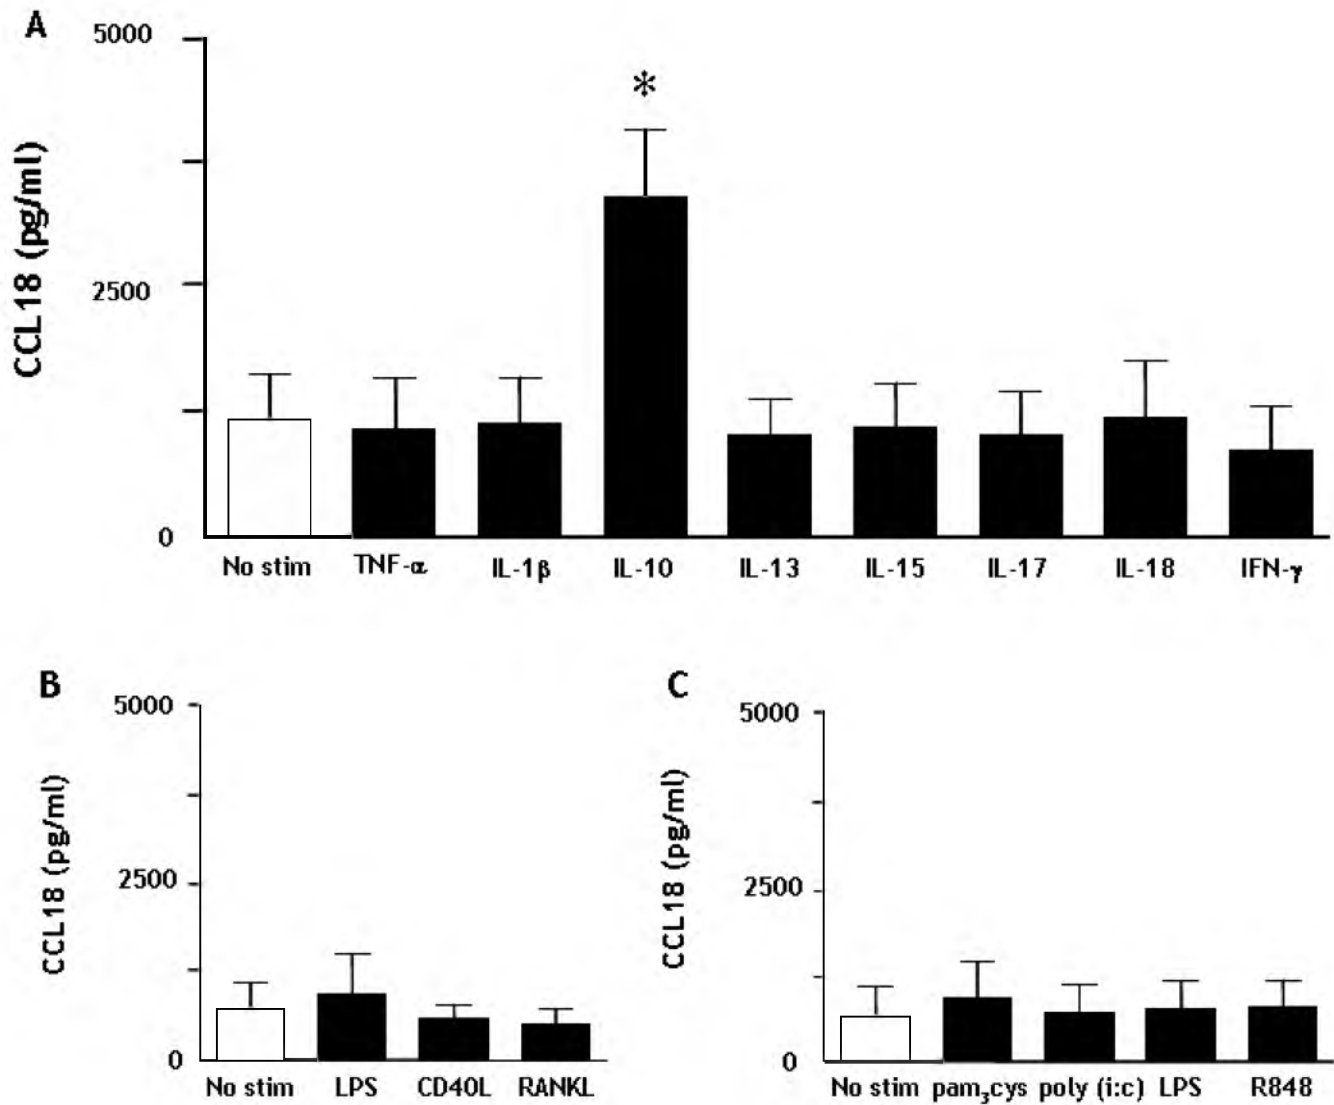 A
5000
*
CCL18 (pg/ml)
2500
0
No stim TNF-α IL-1β IL-10 IL-13 IL-15 IL-17 IL-18 IFN-γ
B
5000
CCL18 (pg/ml)
2500
0
No stim LPS CD40L RANKL
C
5000
CCL18 (pg/ml)
2500
0
No stim pam₃cys poly (i:c) LPS R848